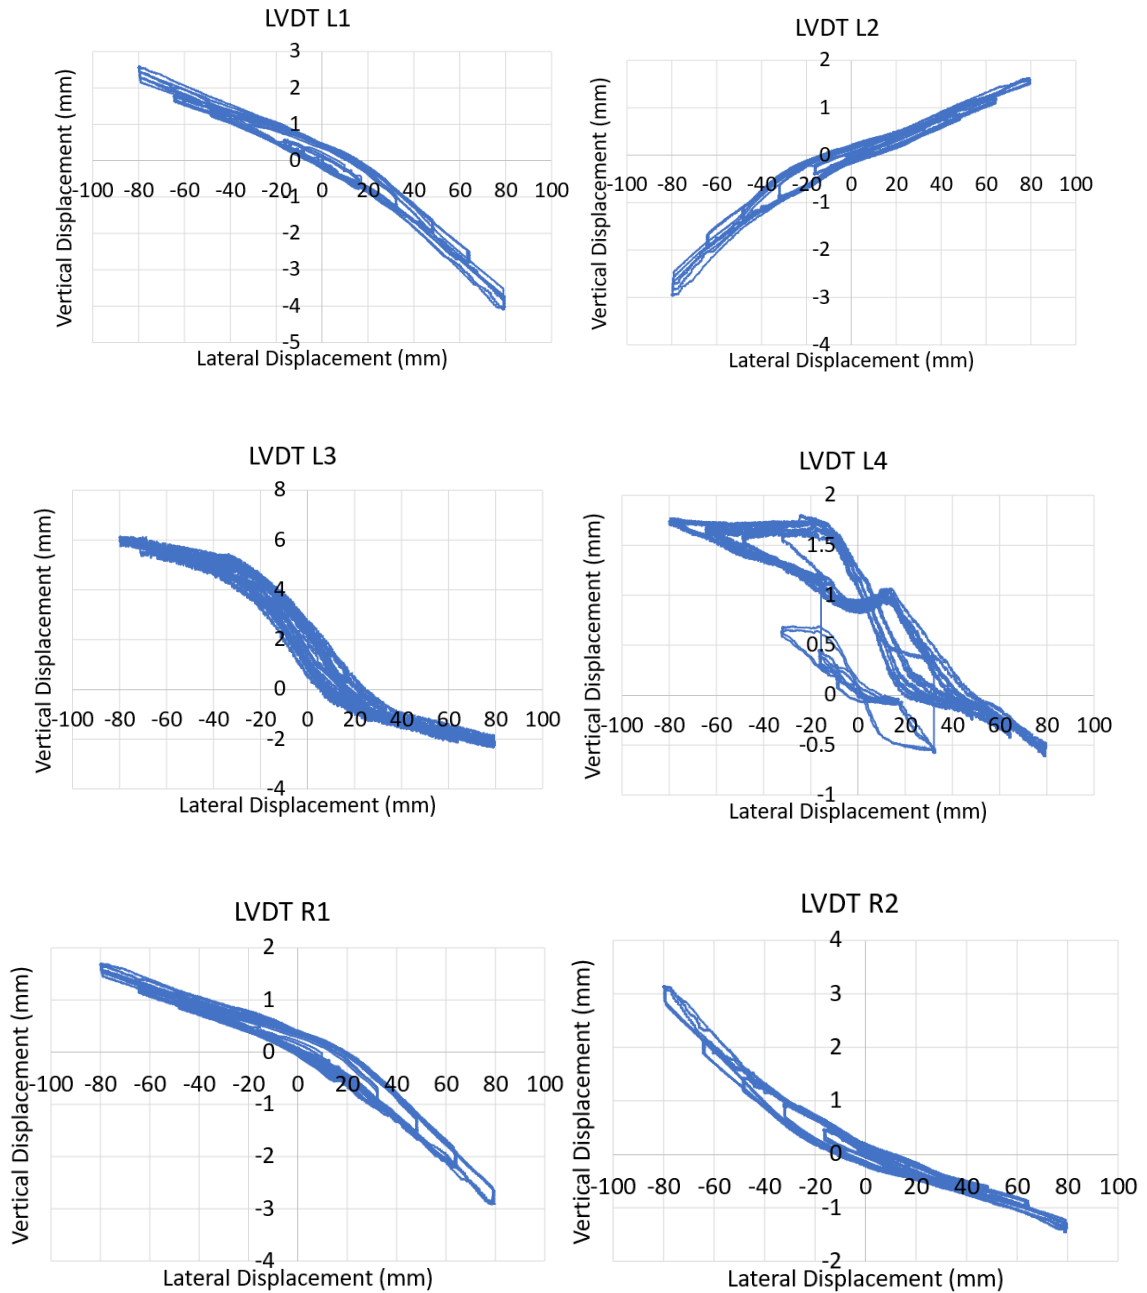 LVDT L1
3
2
1
0
-1
-2
-3
-4
-5
-100 -80 -60 -40 -20 0 20 40 60 80 100
Vertical Displacement (mm)
Lateral Displacement (mm)
LVDT L2
2
1
0
-1
-2
-3
-4
-100 -80 -60 -40 -20 0 20 40 60 80 100
Vertical Displacement (mm)
Lateral Displacement (mm)
LVDT L3
8
6
4
2
0
-2
-4
-100 -80 -60 -40 -20 0 20 40 60 80 100
Vertical Displacement (mm)
Lateral Displacement (mm)
LVDT L4
2
1.5
1
0.5
0
-0.5
-1
-100 -80 -60 -40 -20 0 20 40 60 80 100
Vertical Displacement (mm)
Lateral Displacement (mm)
LVDT R1
2
1
0
-1
-2
-3
-4
-100 -80 -60 -40 -20 0 20 40 60 80 100
Vertical Displacement (mm)
Lateral Displacement (mm)
LVDT R2
4
3
2
1
0
-1
-2
-100 -80 -60 -40 -20 0 20 40 60 80 100
Vertical Displacement (mm)
Lateral Displacement (mm)